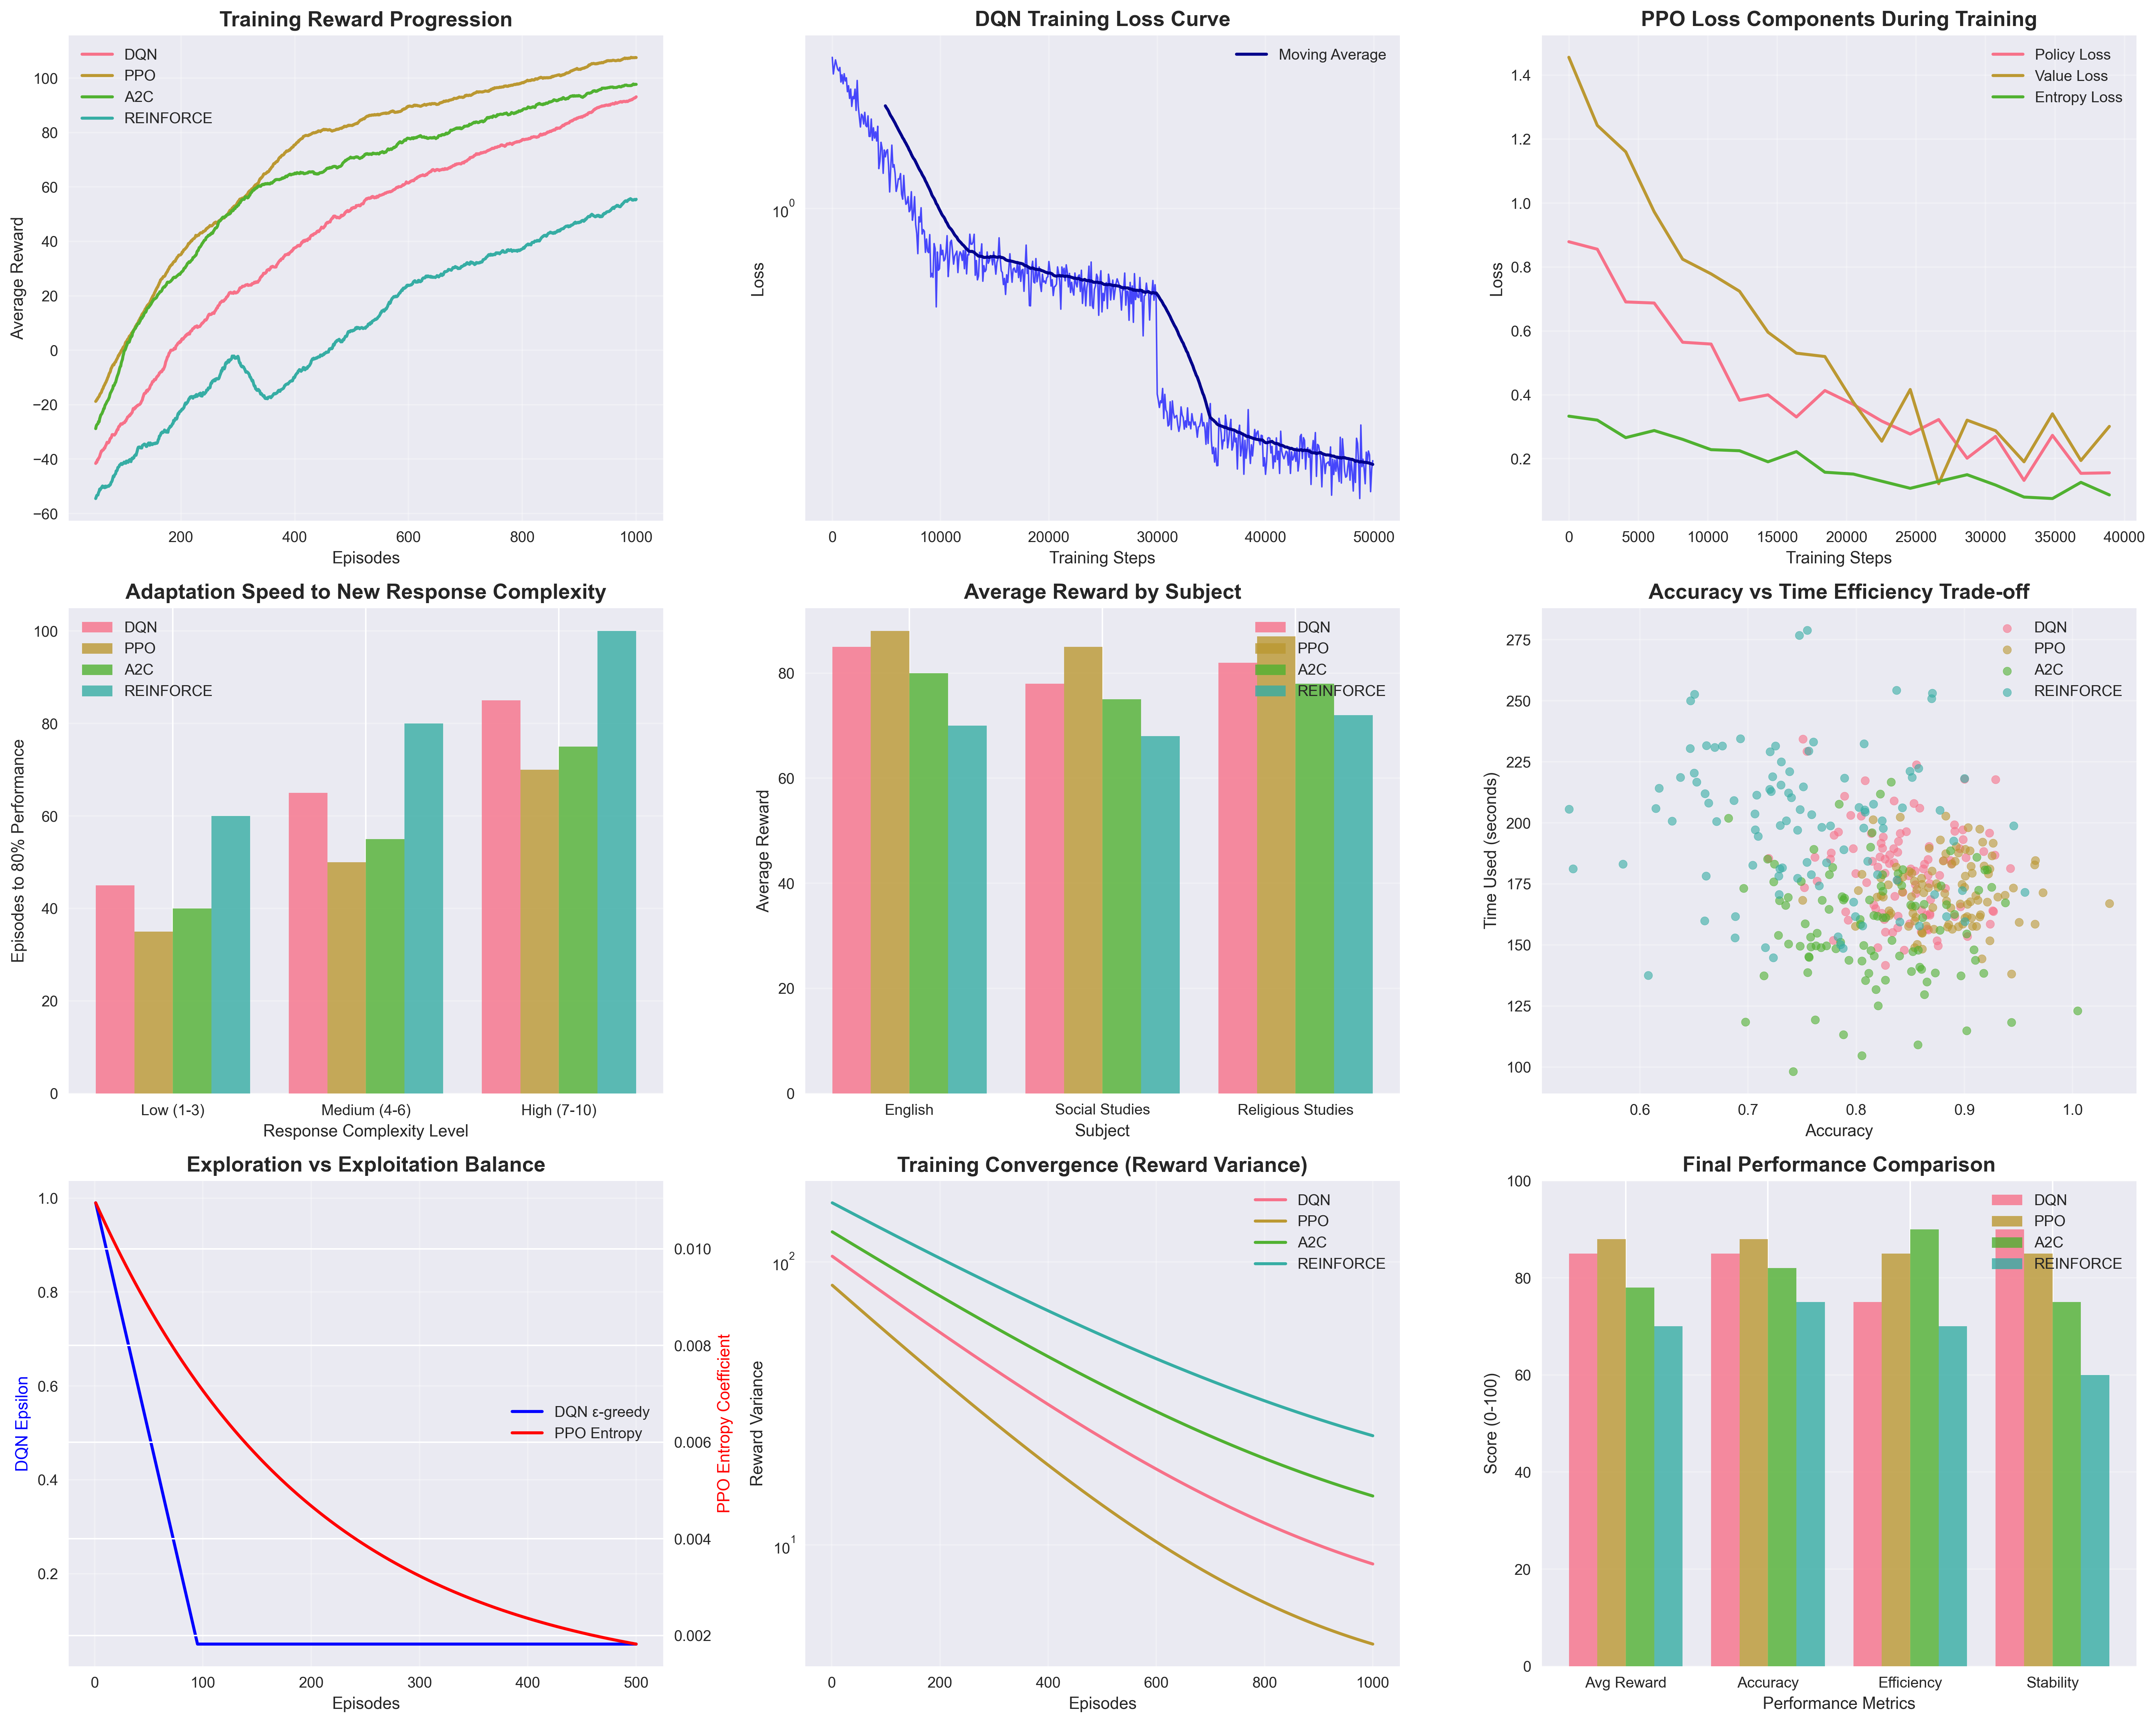 Training Reward Progression
DQN
PPO
A2C
REINFORCE
100
80
60
40
20
0
−20
−40
−60
Average Reward
200
400
600
800
1000
Episodes
DQN Training Loss Curve
Moving Average
10^0
Loss
0
10000
20000
30000
40000
50000
Training Steps
PPO Loss Components During Training
Policy Loss
Value Loss
Entropy Loss
1.4
1.2
1.0
0.8
0.6
0.4
0.2
Loss
0
5000
10000
15000
20000
25000
30000
35000
40000
Training Steps
Adaptation Speed to New Response Complexity
DQN
PPO
A2C
REINFORCE
100
80
60
40
20
0
Episodes to 80% Performance
Low (1-3)
Medium (4-6)
High (7-10)
Response Complexity Level
Average Reward by Subject
DQN
PPO
A2C
REINFORCE
80
60
40
20
0
Average Reward
English
Social Studies
Religious Studies
Subject
Accuracy vs Time Efficiency Trade-off
DQN
PPO
A2C
REINFORCE
275
250
225
200
175
150
125
100
Time Used (seconds)
0.6
0.7
0.8
0.9
1.0
Accuracy
Exploration vs Exploitation Balance
1.0
0.8
0.6
0.4
0.2
DQN Epsilon
DQN ε-greedy
PPO Entropy
0.010
0.008
0.006
0.004
0.002
PPO Entropy Coefficient
0
100
200
300
400
500
Episodes
Training Convergence (Reward Variance)
DQN
PPO
A2C
REINFORCE
10^2
10^1
Reward Variance
0
200
400
600
800
1000
Episodes
Final Performance Comparison
DQN
PPO
A2C
REINFORCE
100
80
60
40
20
0
Score (0-100)
Avg Reward
Accuracy
Efficiency
Stability
Performance Metrics